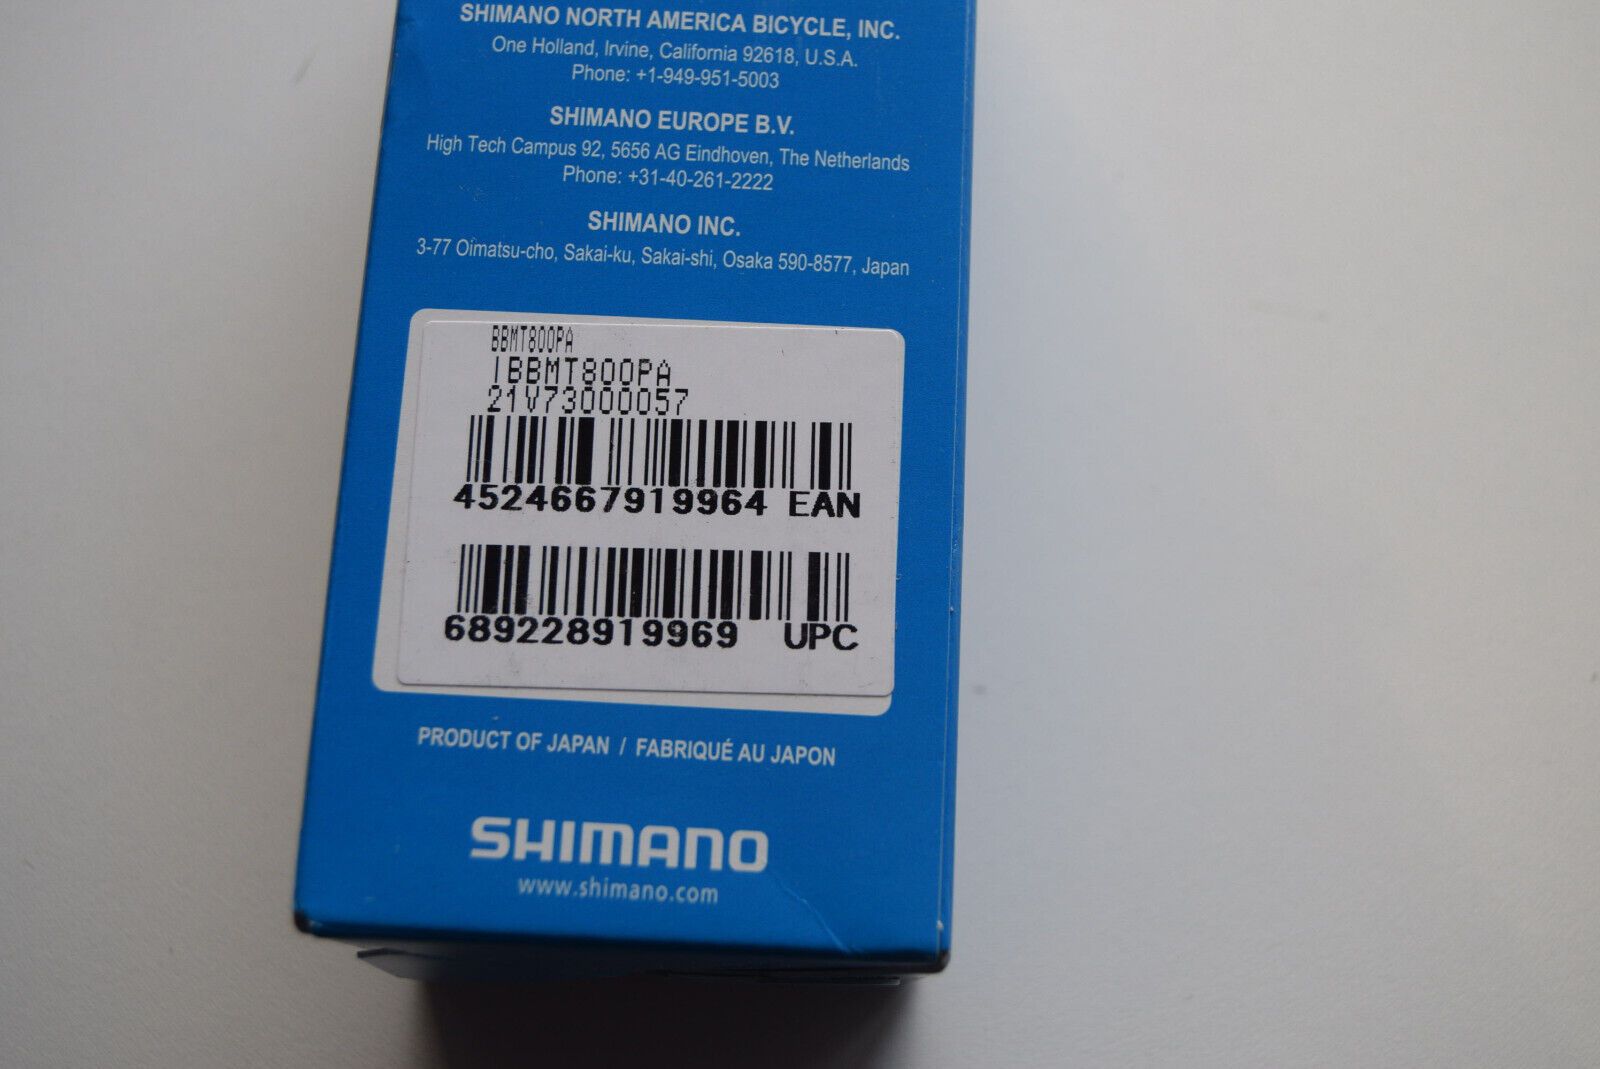 SHIMANO NORTH AMERICA BICYCLE, INC.
One Holland, Irvine, California 92618, U.S.A.
Phone: +1-949-951-5003
SHIMANO EUROPE B.V.
High Tech Campus 92, 5656 AG Eindhoven, The Netherlands
Phone: +31-40-261-2222
SHIMANO INC.
3-77 Oimatsu-cho, Sakai-ku, Sakai-shi, Osaka 590-8577, Japan
BBMT800PA
IBBMT800PA
21V73000057
4524667919964 EAN
689228919969 UPC
PRODUCT OF JAPAN / FABRIQUÉ AU JAPON
SHIMANO
www.shimano.com